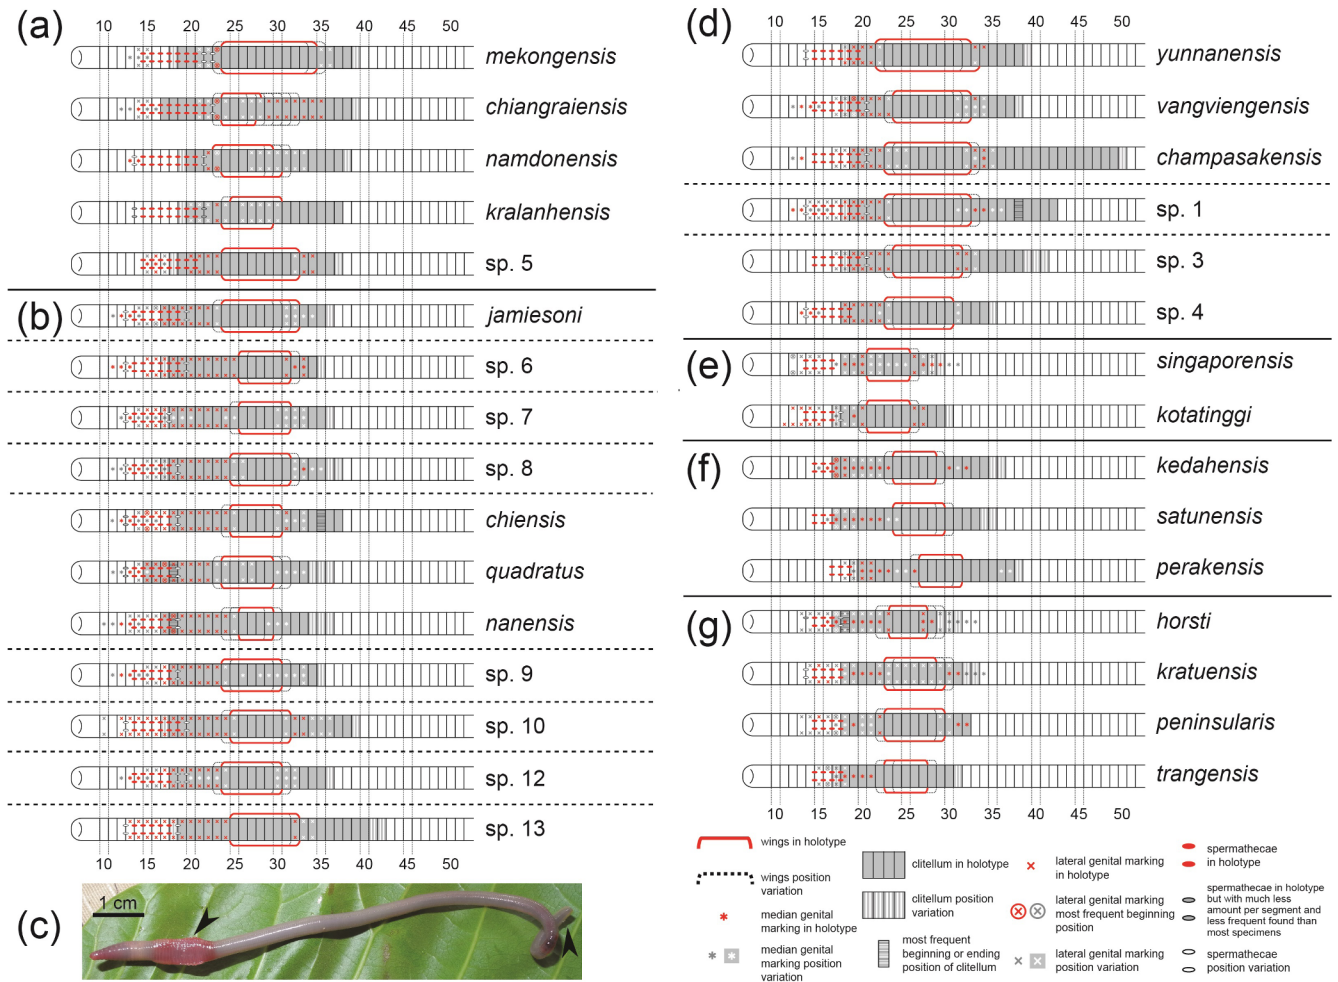 (a)
10 15 20 25 30 35 40 45 50
mekongensis
chiangraiensis
namdonensis
kralanhensis
sp. 5
(b)
jamiesoni
sp. 6
sp. 7
sp. 8
chiensis
quadratus
nanensis
sp. 9
sp. 10
sp. 12
sp. 13
10 15 20 25 30 35 40 45 50
(c)
1 cm
(d)
10 15 20 25 30 35 40 45 50
yunnanensis
vangviengensis
champasakensis
sp. 1
sp. 3
sp. 4
(e)
singaporensis
kotatinggi
(f)
kedahensis
satunensis
perakensis
(g)
horsti
kratuensis
peninsularis
trangensis
10 15 20 25 30 35 40 45 50
wings in holotype
wings position
variation
median genital
marking in holotype
median genital
marking position
variation
clitellum in holotype
clitellum position
variation
most frequent
beginning or ending
position of clitellum
lateral genital marking
in holotype
lateral genital marking
most frequent beginning
position
lateral genital marking
position variation
spermathecae
in holotype
spermathecae in holotype
but with much less
amount per segment and
less frequent found than
most specimens
spermathecae
position variation